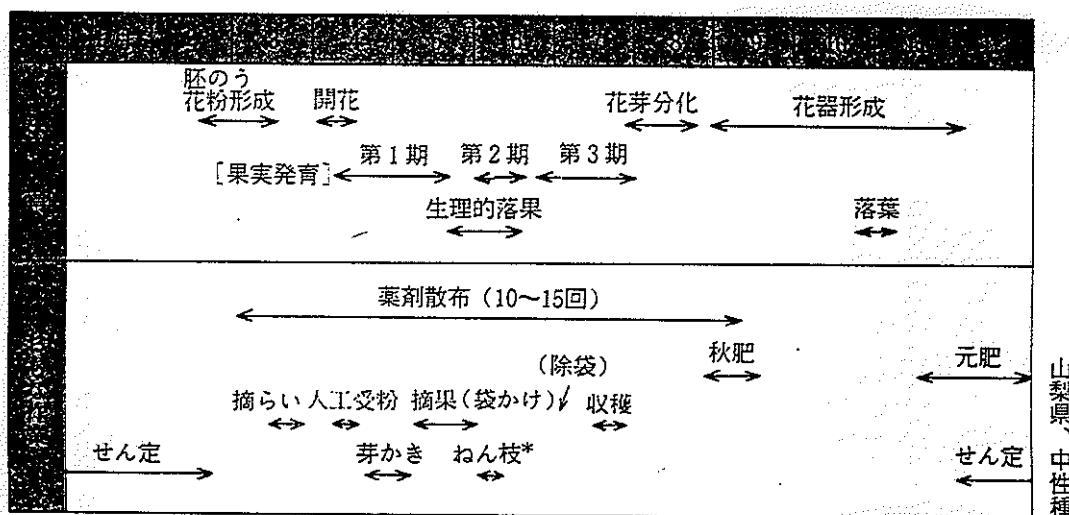 胚のう
花粉形成
開花
花芽分化
花器形成
[果実発育]
第1期
第2期
第3期
生理的落果
落葉
薬剤散布(10〜15回)
秋肥
元肥
(除袋)
摘らい
人工受粉
摘果(袋かけ)
収穫
せん定
芽かき
ねん枝*
せん定
山梨県、中性種